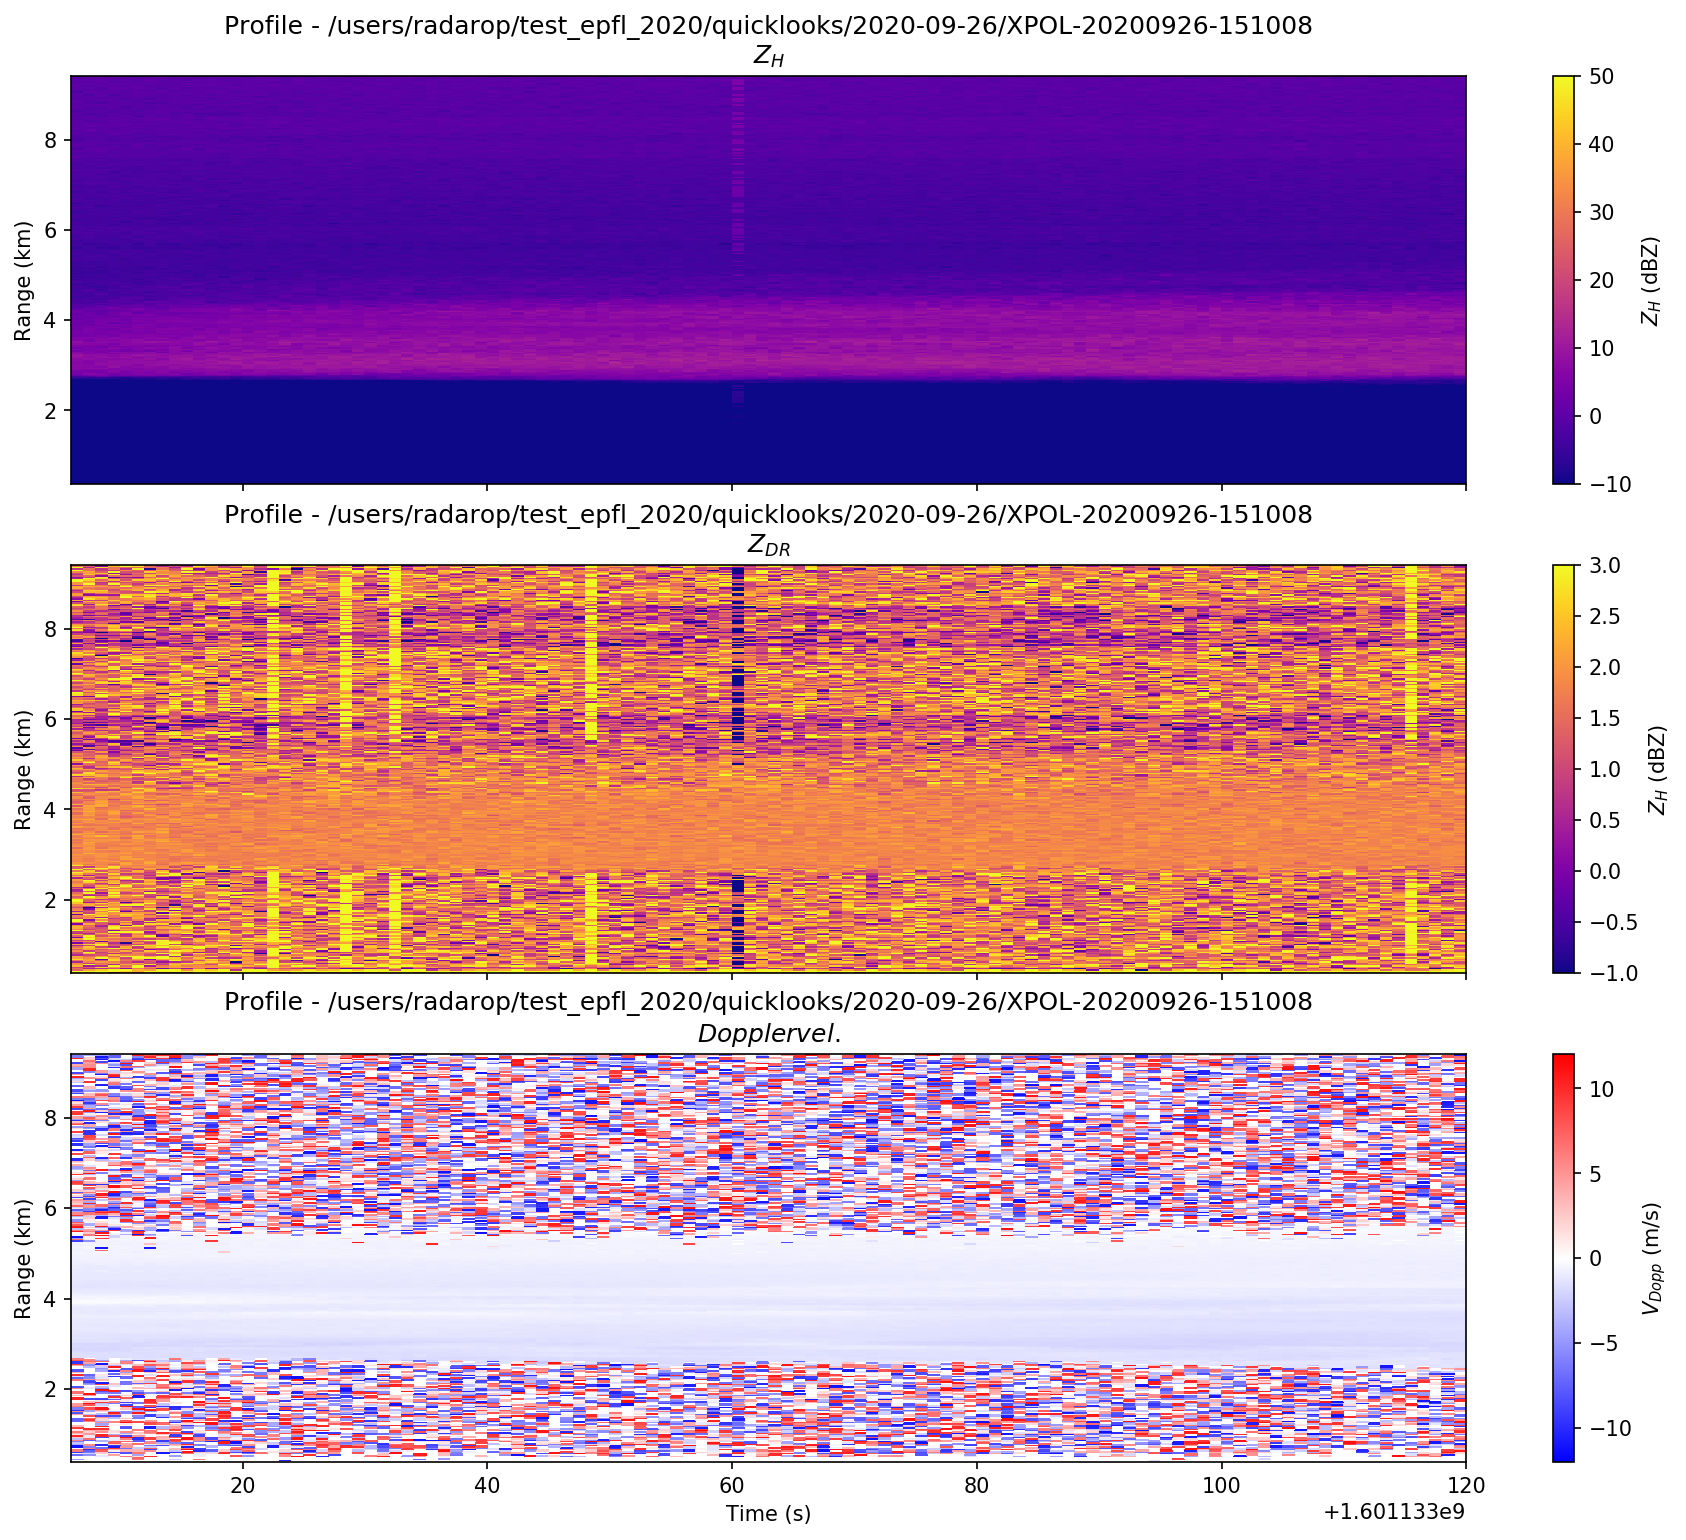 Profile - /users/radarop/test_epfl_2020/quicklooks/2020-09-26/XPOL-20200926-151008
Z_H
Range (km)
8
6
4
2
50
40
30
20
10
0
−10
Z_H (dBZ)
Profile - /users/radarop/test_epfl_2020/quicklooks/2020-09-26/XPOL-20200926-151008
Z_DR
Range (km)
8
6
4
2
3.0
2.5
2.0
1.5
1.0
0.5
0.0
−0.5
−1.0
Z_H (dBZ)
Profile - /users/radarop/test_epfl_2020/quicklooks/2020-09-26/XPOL-20200926-151008
Dopplervel.
Range (km)
8
6
4
2
10
5
0
−5
−10
V_Dopp (m/s)
20 40 60 80 100 120
Time (s)
+1.601133e9